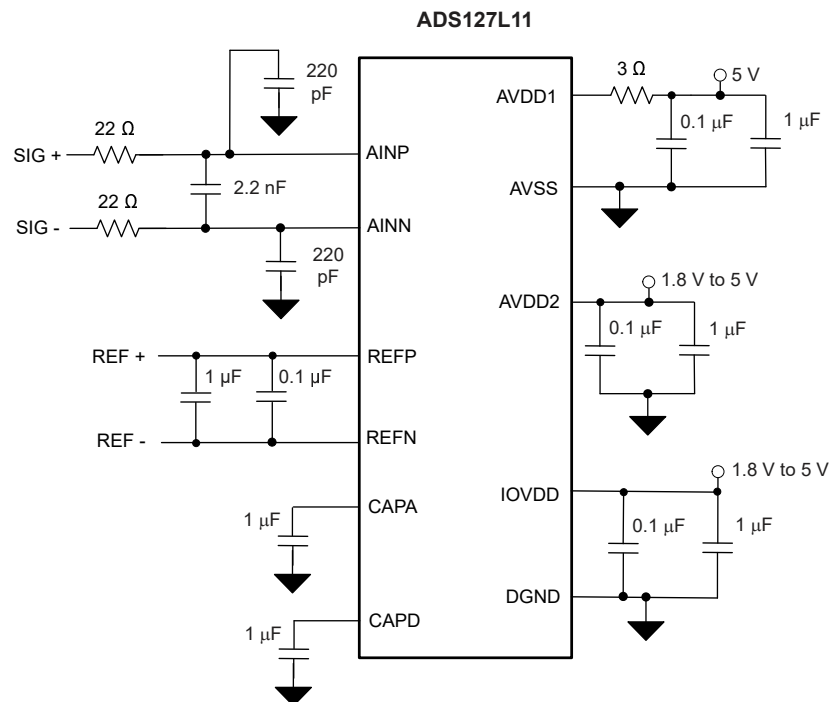 ADS127L11
220
pF
22 Ω
SIG +
AINP
2.2 nF
22 Ω
SIG -
AINN
220
pF
REF +
REFP
1 µF
0.1 µF
REF -
REFN
1 µF
CAPA
1 µF
CAPD
3 Ω
5 V
AVDD1
0.1 µF
1 µF
AVSS
1.8 V to 5 V
AVDD2
0.1 µF
1 µF
1.8 V to 5 V
IOVDD
0.1 µF
1 µF
DGND